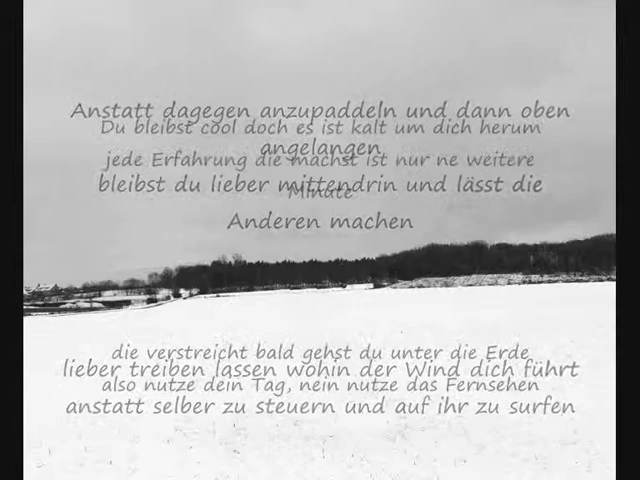 Anstatt dagegen anzupaddeln und dann oben
Du bleibst cool doch es ist kalt um dich herum
angelangen
jede Erfahrung die machst ist nur ne weitere
bleibst du lieber mittendrin und lässt die
Minute
Anderen machen
die verstreicht bald gehst du unter die Erde
lieber treiben lassen wohin der Wind dich führt
also nutze dein Tag, nein nutze das Fernsehen
anstatt selber zu steuern und auf ihr zu surfen